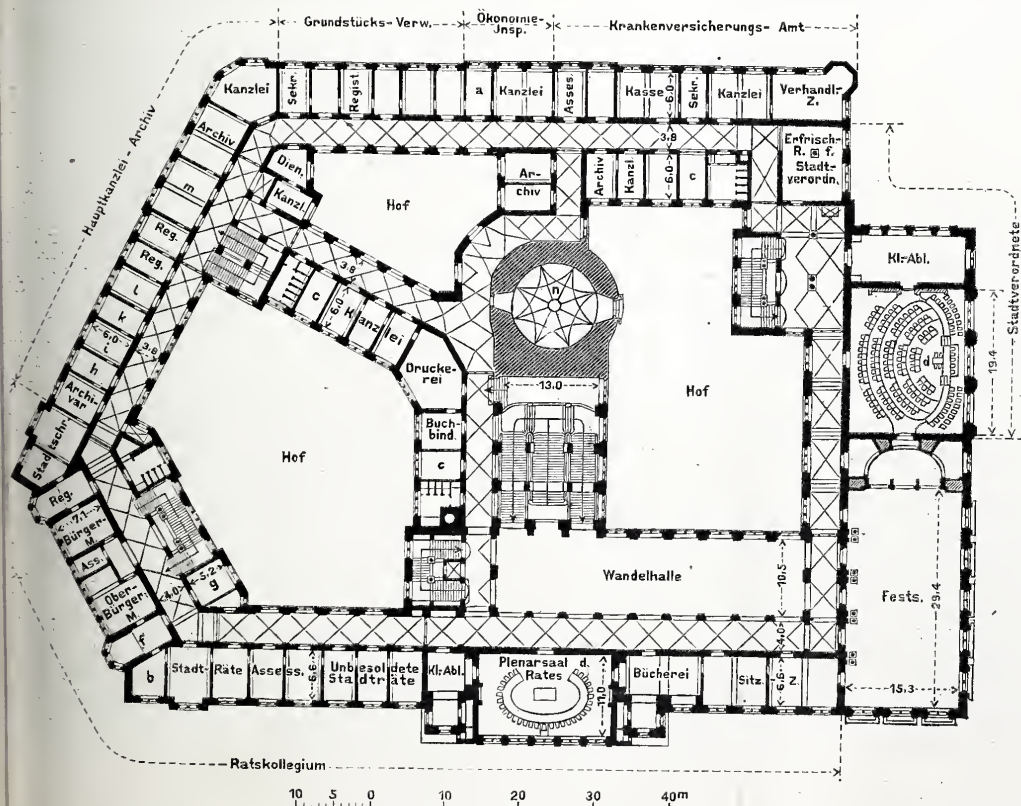 Grundstücks-Verw.
Ökonomie-
Jnsp.
Krankenversicherungs-Amt
Hauptkanzlei-Archiv
Stadtverordnete
Kanzlei
Sekr.
Regist.
a
Kanzlei
Asses.
Kasse
6.0
Sekr.
Kanzlei
Verhandl.-
Z.
3.8
Archiv
Dien.
Kanzl.
Hof
Ar-
chiv
Archiv
Kanzl.
6.0
c
Erfrisch.-
R. f.
Stadt-
verordn.
m
Reg.
Reg.
l
k
6.0
i
h
3.8
Archi-
var
Stadtschr.
3.8
c
6.0
Kanzlei
n
Kl.-Abl.
d
19.4
Drucke-
rei
Buch-
bind.
c
13.0
Hof
Hof
Reg.
7.1
Bürger-
M.
Ass.
Ober-
Bürger-
M.
f
4.0
5.2
g
Wandelhalle
10.5
4.0
Fests.
29.4
15.3
b
Stadt-
Räte
Assess.
6.6
Unbesoldete
Stadträte
Kl.-Abl.
Plenarsaal d.
Rates
11.0
Bücherei
Sitz.
6.6
Z.
Ratskollegium
10 5 0 10 20 30 40m